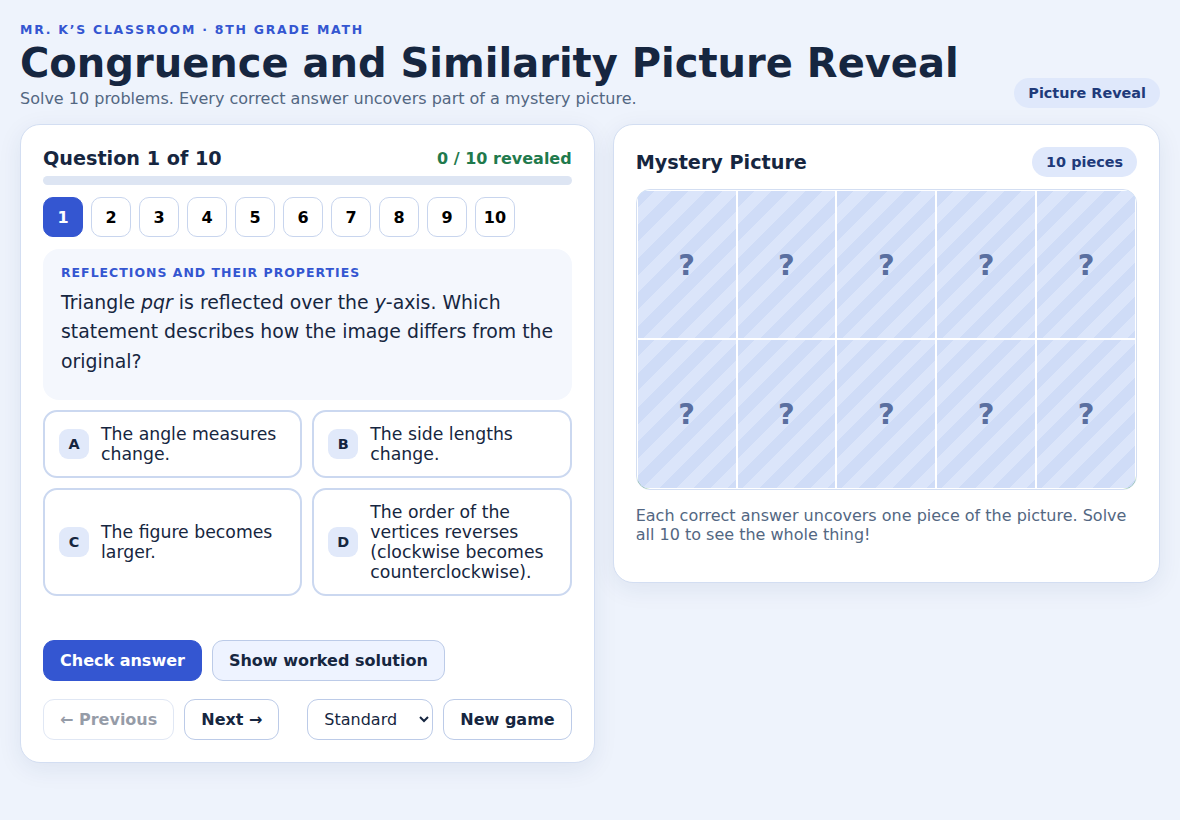 MR. K’S CLASSROOM · 8TH GRADE MATH
Congruence and Similarity Picture Reveal
Solve 10 problems. Every correct answer uncovers part of a mystery picture.
Picture Reveal
Question 1 of 10
0 / 10 revealed
1 2 3 4 5 6 7 8 9 10
REFLECTIONS AND THEIR PROPERTIES
Triangle pqr is reflected over the y-axis. Which
statement describes how the image differs from the
original?
A The angle measures
change.
B The side lengths
change.
C The figure becomes
larger.
D The order of the
vertices reverses
(clockwise becomes
counterclockwise).
Check answer
Show worked solution
← Previous
Next →
Standard
New game
Mystery Picture
10 pieces
? ? ? ? ?
? ? ? ? ?
Each correct answer uncovers one piece of the picture. Solve
all 10 to see the whole thing!